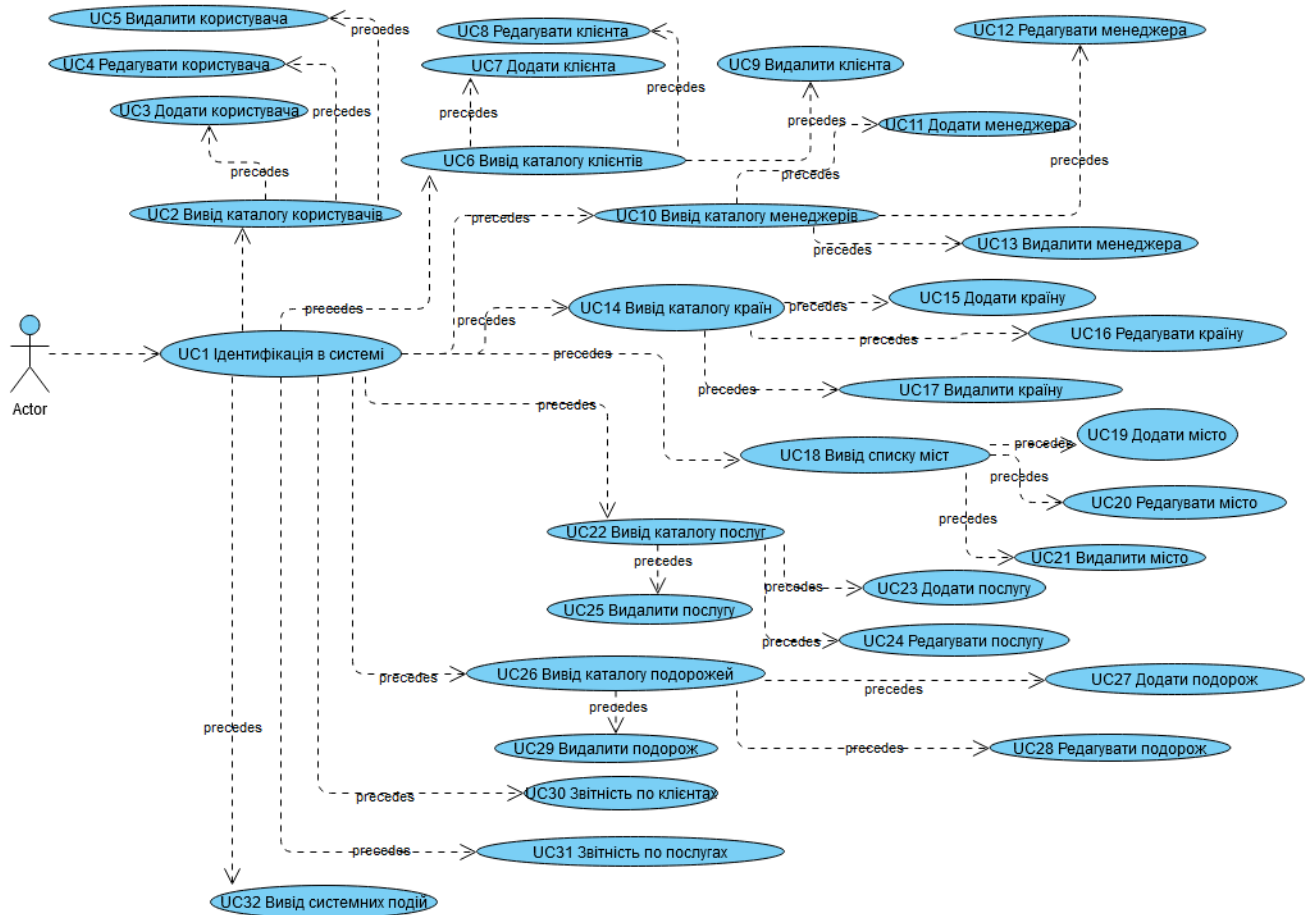 UC5 Видалити користувача
precedes
UC8 Редагувати клієнта
UC12 Редагувати менеджера
UC4 Редагувати користувача
UC7 Додати клієнта
UC9 Видалити клієнта
precedes
UC3 Додати користувача
precedes
precedes
precedes
UC11 Додати менеджера
UC6 Вивід каталогу клієнтів
precedes
precedes
precedes
precedes
UC2 Вивід каталогу користувачів
precedes
UC10 Вивід каталогу менеджерів
UC13 Видалити менеджера
precedes
precedes
UC14 Вивід каталогу країн
precedes
UC15 Додати країну
precedes
precedes
precedes
UC16 Редагувати країну
UC1 Ідентифікація в системі
precedes
precedes
UC17 Видалити країну
Actor
precedes
UC18 Вивід списку міст
precedes
UC19 Додати місто
precedes
UC20 Редагувати місто
precedes
UC22 Вивід каталогу послуг
precedes
UC21 Видалити місто
precedes
UC23 Додати послугу
UC25 Видалити послугу
precedes
UC24 Редагувати послугу
precedes
UC26 Вивід каталогу подорожей
precedes
UC27 Додати подорож
precedes
precedes
UC29 Видалити подорож
precedes
UC28 Редагувати подорож
precedes
UC30 Звітність по клієнтах
precedes
UC31 Звітність по послугах
UC32 Вивід системних подій